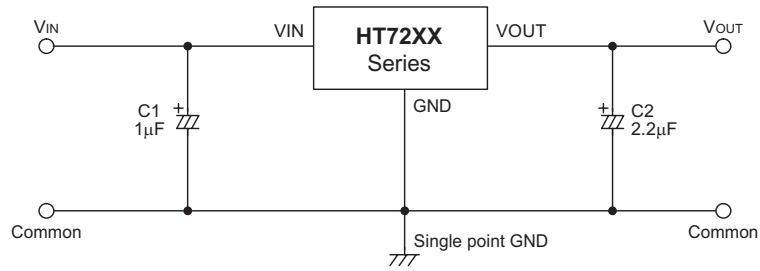 VIN
VIN
HT72XX
Series
VOUT
VOUT
GND
+
C1
1μF
+
C2
2.2μF
Common
Single point GND
Common